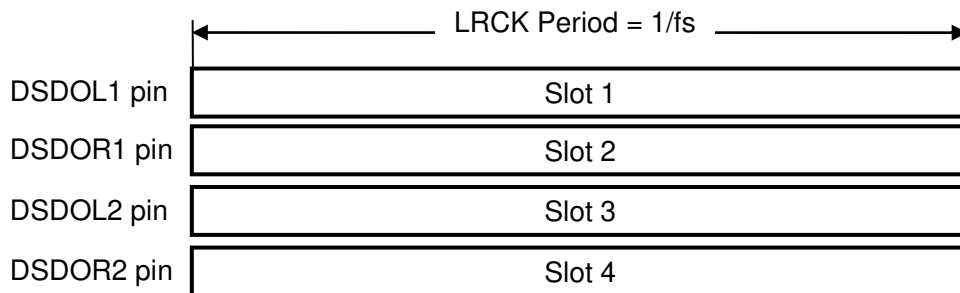 LRCK Period = 1/fs
DSDOL1 pin Slot 1
DSDOR1 pin Slot 2
DSDOL2 pin Slot 3
DSDOR2 pin Slot 4